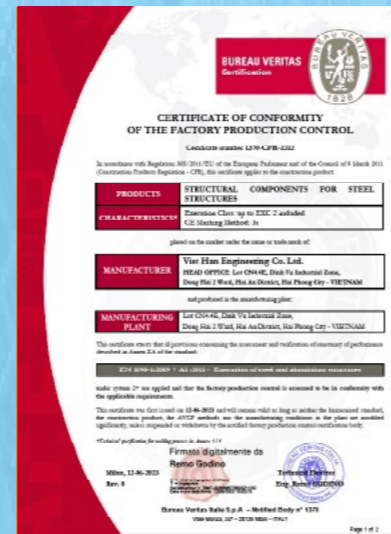 BUREAU VERITAS
Certification
BUREAU VERITAS
1828
CERTIFICATE OF CONFORMITY
OF THE FACTORY PRODUCTION CONTROL
Certificate number 1370-CPR-
In accordance with Regulation 305/2011/EU of the European Parliament and of the Council of 9 March 2011
(Construction Products Regulation - CPR), this certificate applies to the construction product
PRODUCTS
STRUCTURAL COMPONENTS FOR STEEL
STRUCTURES
CHARACTERISTICS*
Execution Class: up to EXC 2 included
CE Marking Method: 3a
placed on the market under the name or trade mark of:
MANUFACTURER
Viet Han Engineering Co. Ltd.
HEAD OFFICE: Lot CN4.4E, Dinh Vu Industrial Zone,
Dong Hai 2 Ward, Hai An District, Hai Phong City - VIETNAM
and produced in the manufacturing plant:
MANUFACTURING
PLANT
Lot CN4.4E, Dinh Vu Industrial Zone,
Dong Hai 2 Ward, Hai An District, Hai Phong City - VIETNAM
This certificate attests that all provisions concerning the assessment and verification of constancy of performance
described in Annex ZA of the standard:
EN 1090-1:2009 + A1:2011 - Execution of steel and aluminium structures
under system 2+ are applied and that the factory production control is assessed to be in conformity with
the applicable requirements.
This certificate was first issued on 12-06-2023 and will remain valid as long as neither the harmonised standard,
the construction product, the AVCP methods nor the manufacturing conditions in the plant are modified
significantly, unless suspended or withdrawn by the notified factory production control certification body.
Firmato digitalmente da
Remo Godino
Milan, 12-06-2023
Rev. 0
Technical Director
Eng. Remo GODINO
Bureau Veritas Italia S.p.A. - Notified Body n° 1370
Page 1 of 2